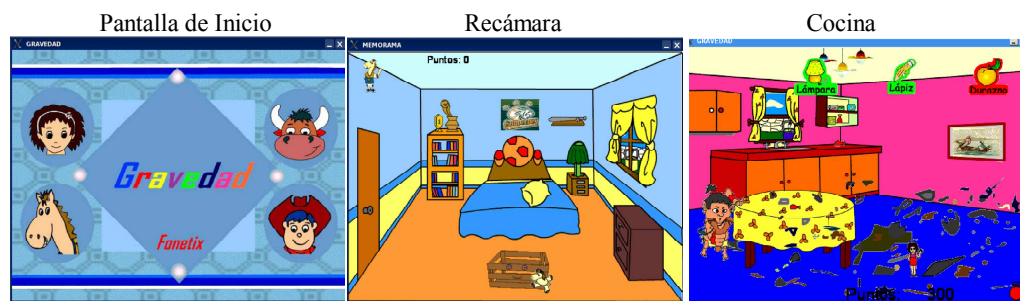 Pantalla de Inicio
Recámara
Cocina
GRAVEDAD
MEMORAMA
GRAVEDAD
Puntos: 0
Lámpara
Lápiz
Durazno
Gravedad
Fonetix
Puntos: 300